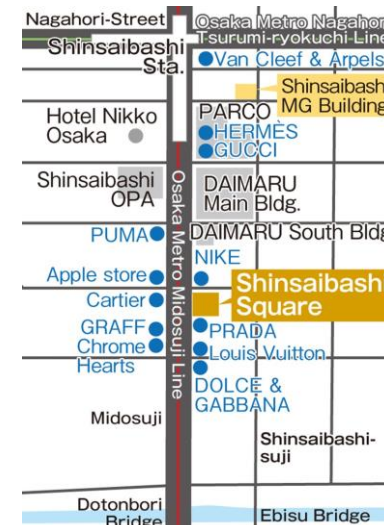 Nagahori-Street
Osaka Metro Nagahori
Tsurumi-ryokuchi Line
Shinsaibashi
Sta.
Van Cleef & Arpels
Shinsaibash
MG Building
Hotel Nikko
Osaka
PARCO
HERMÈS
GUCCI
Shinsaibashi
OPA
DAIMARU
Main Bldg.
Osaka Metro Midosuji Line
PUMA
DAIMARU South Bldg
NIKE
Apple store
Cartier
Shinsaibash
Square
GRAFF
Chrome
Hearts
PRADA
Louis Vuitton
DOLCE &
GABBANA
Midosuji
Shinsaibashi-
suji
Dotonbori
Bridge
Ebisu Bridge